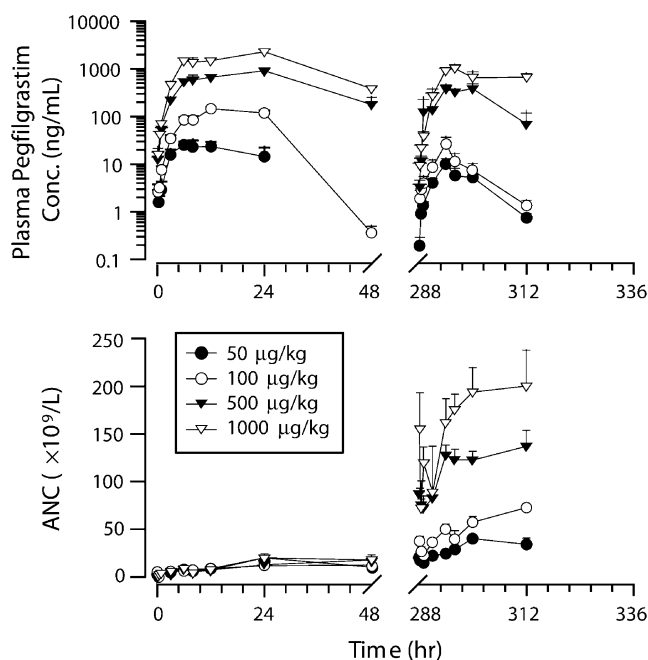 Plasma Pegfilgrastim
Conc. (ng/mL)
10000
1000
100
10
1
0.1
0 24 48 288 312 336
ANC ( ×10⁹/L)
250
200
150
100
50
0
50 µg/kg
100 µg/kg
500 µg/kg
1000 µg/kg
0 24 48 288 312 336
Time (hr)